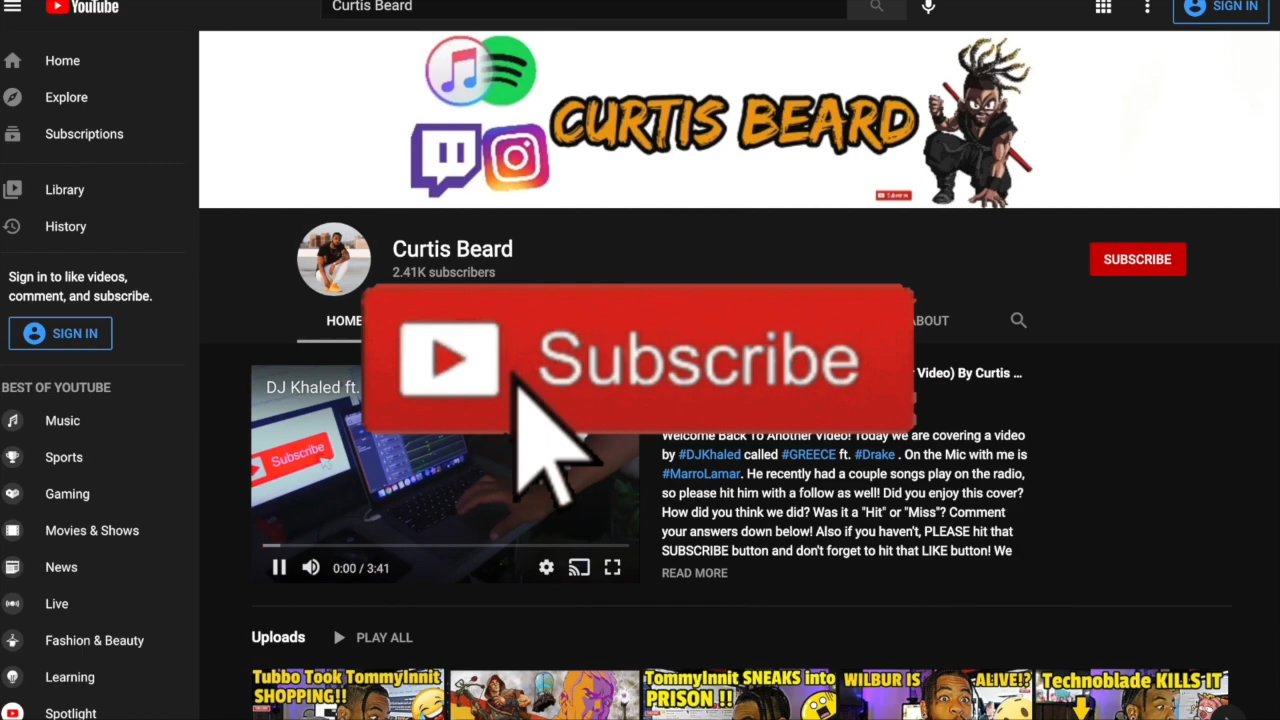 YouTube
Curtis Beard
SIGN IN
Home
Explore
Subscriptions
Library
History
Sign in to like videos,
comment, and subscribe.
SIGN IN
BEST OF YOUTUBE
Music
Sports
Gaming
Movies & Shows
News
Live
Fashion & Beauty
Learning
Spotlight
CURTIS BEARD
Curtis Beard
2.41K subscribers
SUBSCRIBE
HOME
ABOUT
Subscribe
DJ Khaled ft.
Subscribe
0:00 / 3:41
Video) By Curtis ...
Welcome Back To Another Video! Today we are covering a video
by #DJKhaled called #GREECE ft. #Drake . On the Mic with me is
#MarroLamar. He recently had a couple songs play on the radio,
so please hit him with a follow as well! Did you enjoy this cover?
How did you think we did? Was it a "Hit" or "Miss"? Comment
your answers down below! Also if you haven't, PLEASE hit that
SUBSCRIBE button and don't forget to hit that LIKE button! We
READ MORE
Uploads
PLAY ALL
Tubbo Took TommyInnit
SHOPPING!!
TommyInnit SNEAKS into
PRISON!!
WILBUR IS ALIVE!?
Technoblade KILLS IT